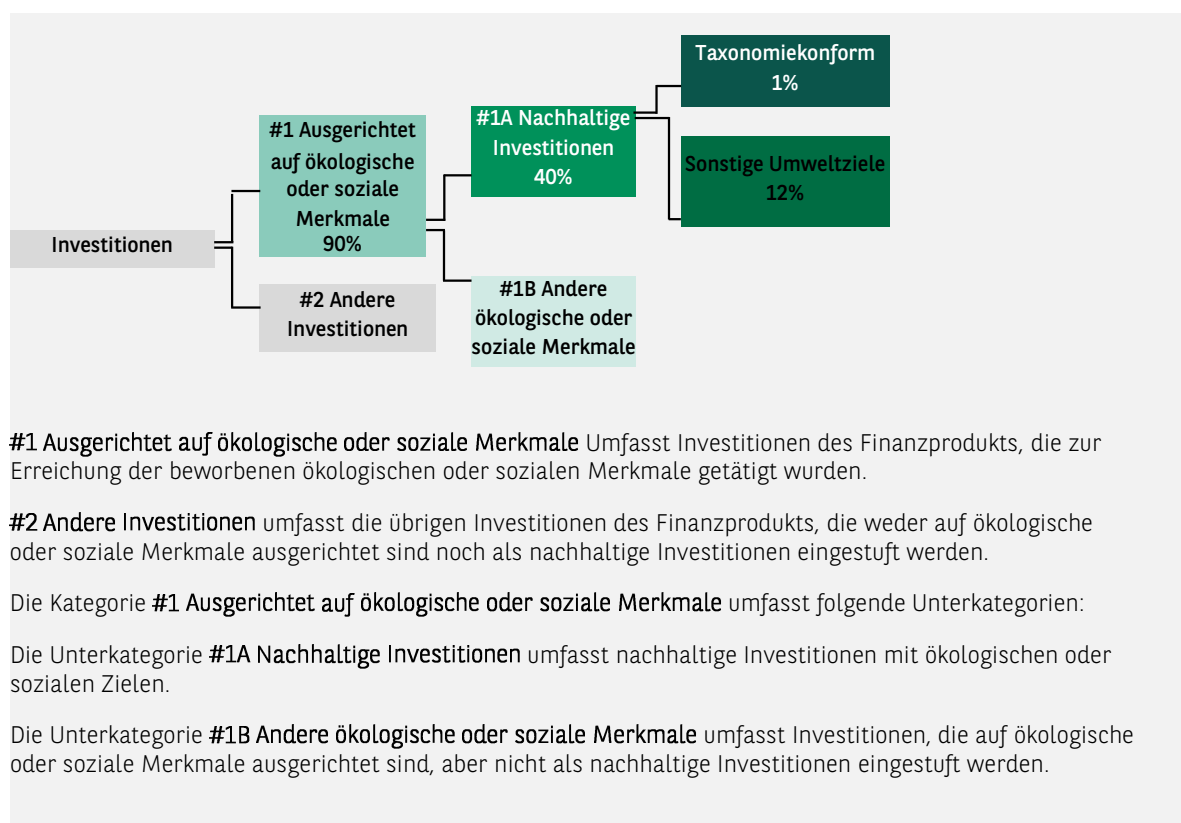 Taxonomiekonform
1%
#1A Nachhaltige
Investitionen
40%
#1 Ausgerichtet
auf ökologische
oder soziale
Merkmale
90%
Sonstige Umweltziele
12%
Investitionen
#2 Andere
Investitionen
#1B Andere
ökologische oder
soziale Merkmale
#1 Ausgerichtet auf ökologische oder soziale Merkmale Umfasst Investitionen des Finanzprodukts, die zur
Erreichung der beworbenen ökologischen oder sozialen Merkmale getätigt wurden.
#2 Andere Investitionen umfasst die übrigen Investitionen des Finanzprodukts, die weder auf ökologische
oder soziale Merkmale ausgerichtet sind noch als nachhaltige Investitionen eingestuft werden.
Die Kategorie #1 Ausgerichtet auf ökologische oder soziale Merkmale umfasst folgende Unterkategorien:
Die Unterkategorie #1A Nachhaltige Investitionen umfasst nachhaltige Investitionen mit ökologischen oder
sozialen Zielen.
Die Unterkategorie #1B Andere ökologische oder soziale Merkmale umfasst Investitionen, die auf ökologische
oder soziale Merkmale ausgerichtet sind, aber nicht als nachhaltige Investitionen eingestuft werden.